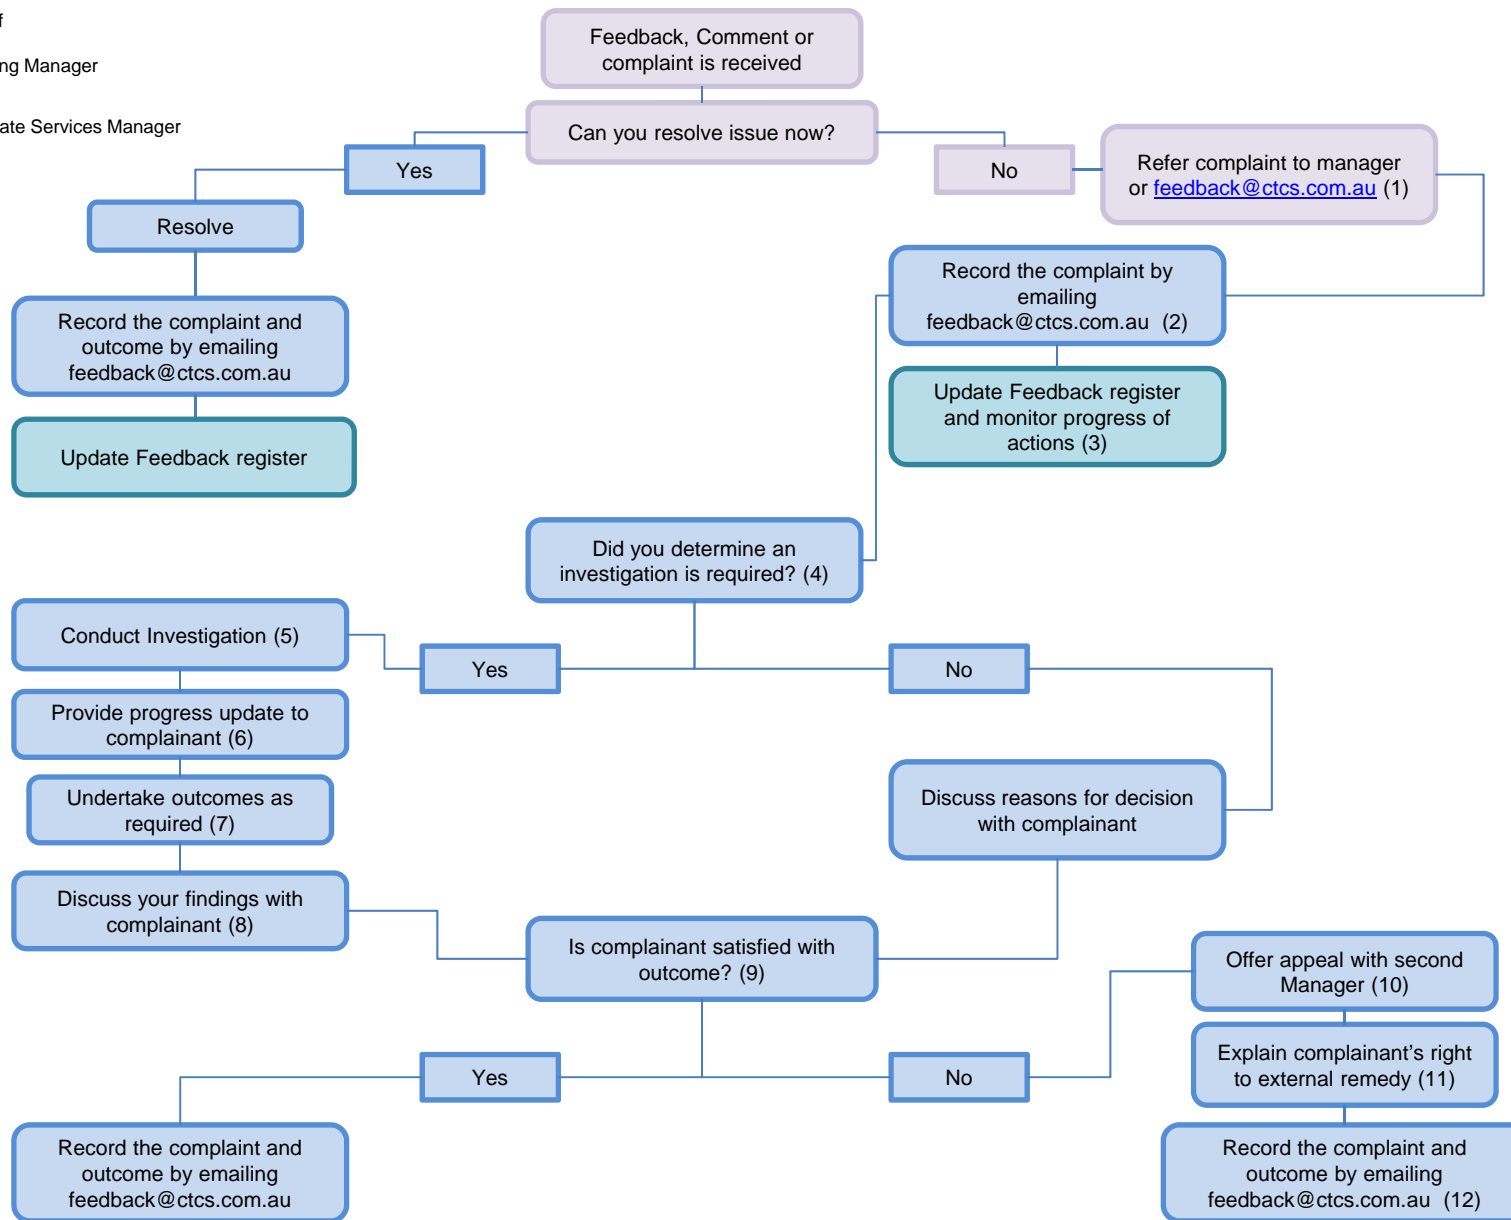 f
ng Manager
ate Services Manager
Feedback, Comment or
complaint is received
Can you resolve issue now?
Yes
No
Refer complaint to manager
or feedback@ctcs.com.au (1)
Resolve
Record the complaint and
outcome by emailing
feedback@ctcs.com.au
Update Feedback register
Record the complaint by
emailing
feedback@ctcs.com.au (2)
Update Feedback register
and monitor progress of
actions (3)
Did you determine an
investigation is required? (4)
Yes
No
Conduct Investigation (5)
Provide progress update to
complainant (6)
Undertake outcomes as
required (7)
Discuss your findings with
complainant (8)
Discuss reasons for decision
with complainant
Is complainant satisfied with
outcome? (9)
Yes
No
Record the complaint and
outcome by emailing
feedback@ctcs.com.au
Offer appeal with second
Manager (10)
Explain complainant’s right
to external remedy (11)
Record the complaint and
outcome by emailing
feedback@ctcs.com.au (12)